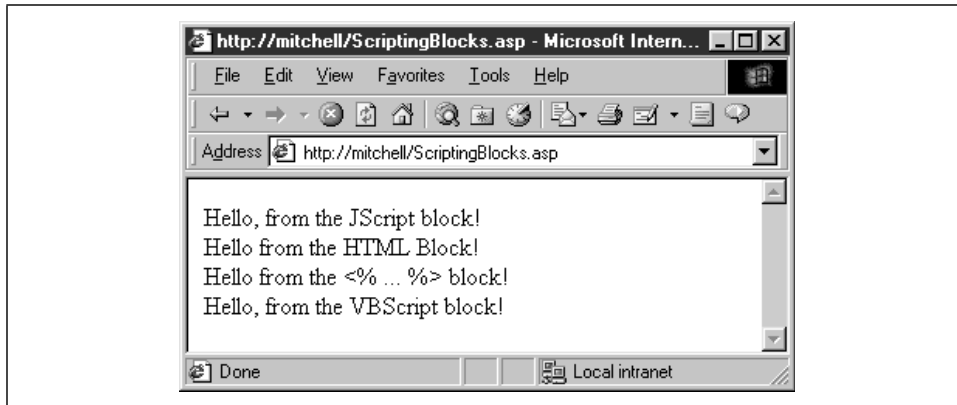 http://mitchell/ScriptingBlocks.asp - Microsoft Intern...
File Edit View Favorites Tools Help
Address http://mitchell/ScriptingBlocks.asp
Hello, from the JScript block!
Hello from the HTML Block!
Hello from the <% ... %> block!
Hello, from the VBScript block!
Done Local intranet